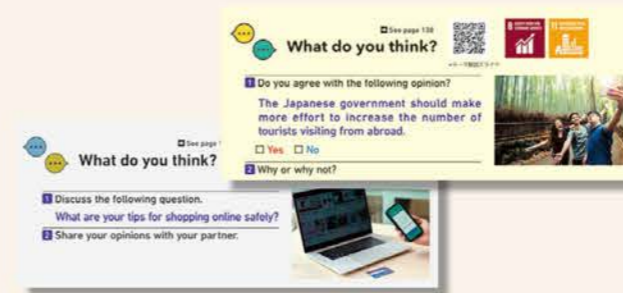 See page 138
What do you think?
1 Do you agree with the following opinion?
The Japanese government should make
more effort to increase the number of
tourists visiting from abroad.
Yes No
2 Why or why not?
See page
What do you think?
1 Discuss the following question.
What are your tips for shopping online safely?
2 Share your opinions with your partner.